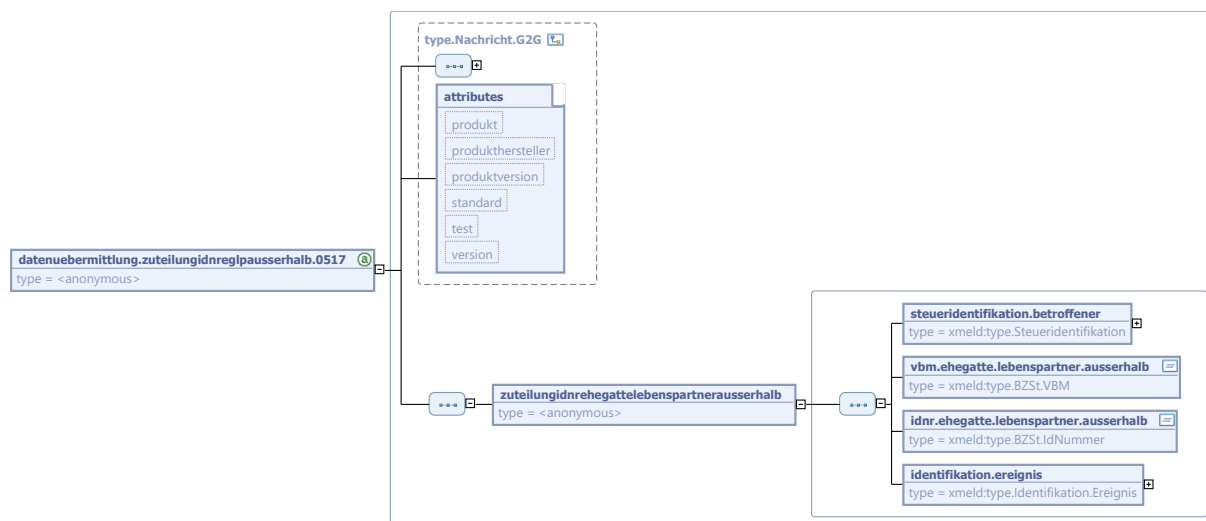 type.Nachricht.G2G
attributes
produkt
produkthersteller
produktversion
standard
test
version
datenuebermittlung.zuteilungidnreglpausserhalb.0517
type = <anonymous>
zuteilungidnrehegattelebenspartnerausserhalb
type = <anonymous>
steueridentifikation.betroffener
type = xmeld:type.Steueridentifikation
vbm.ehegatte.lebenspartner.ausserhalb
type = xmeld:type.BZSt.VBM
idnr.ehegatte.lebenspartner.ausserhalb
type = xmeld:type.BZSt.IdNummer
identifikation.ereignis
type = xmeld:type.Identifikation.Ereignis